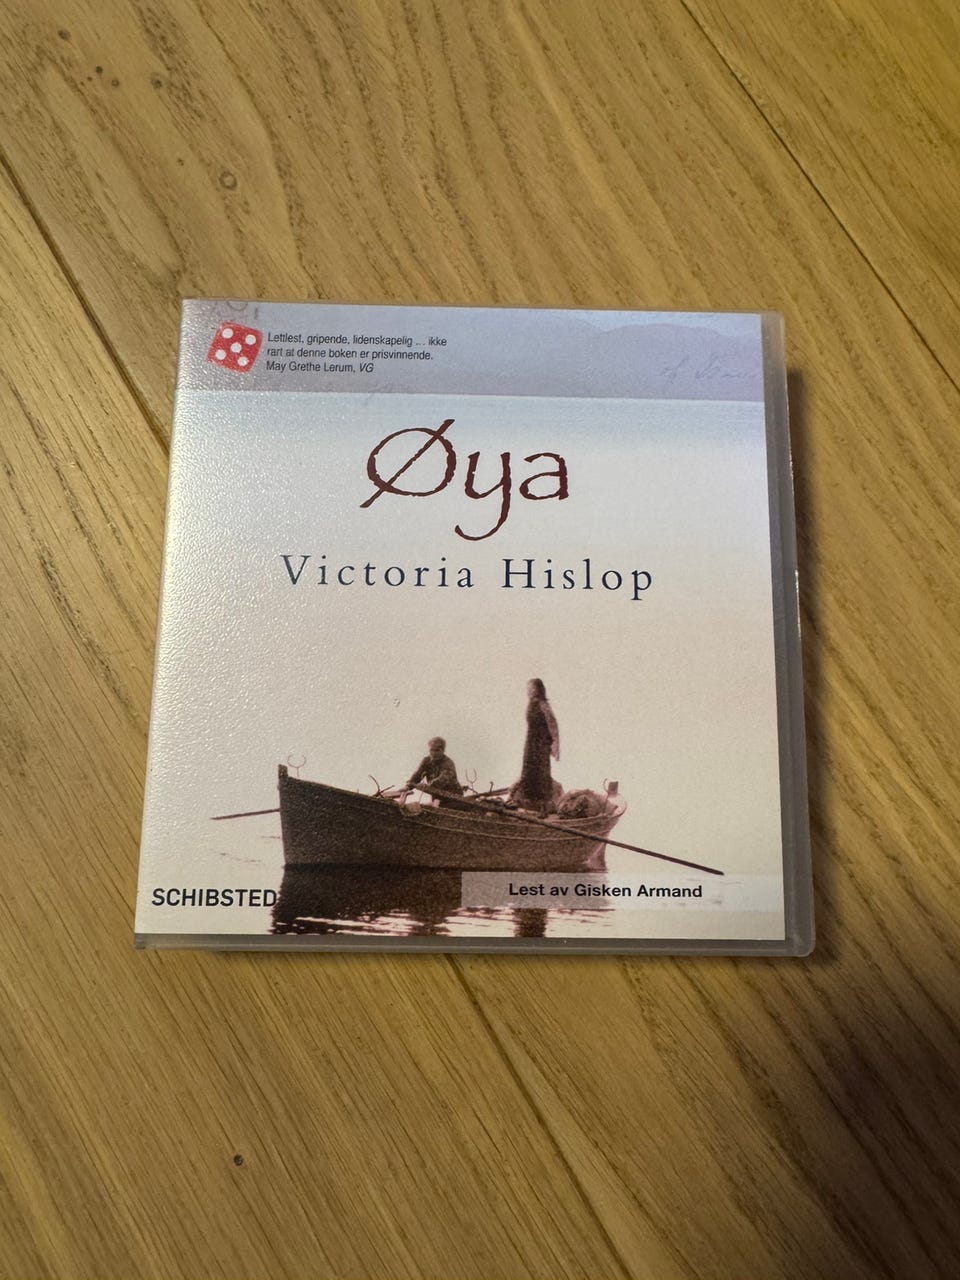 Lettlest, gripende, lidenskapelig ... ikke
rart at denne boken er prisvinnende.
May Grethe Lerum, VG
Øya
Victoria Hislop
SCHIBSTED
Lest av Gisken Armand